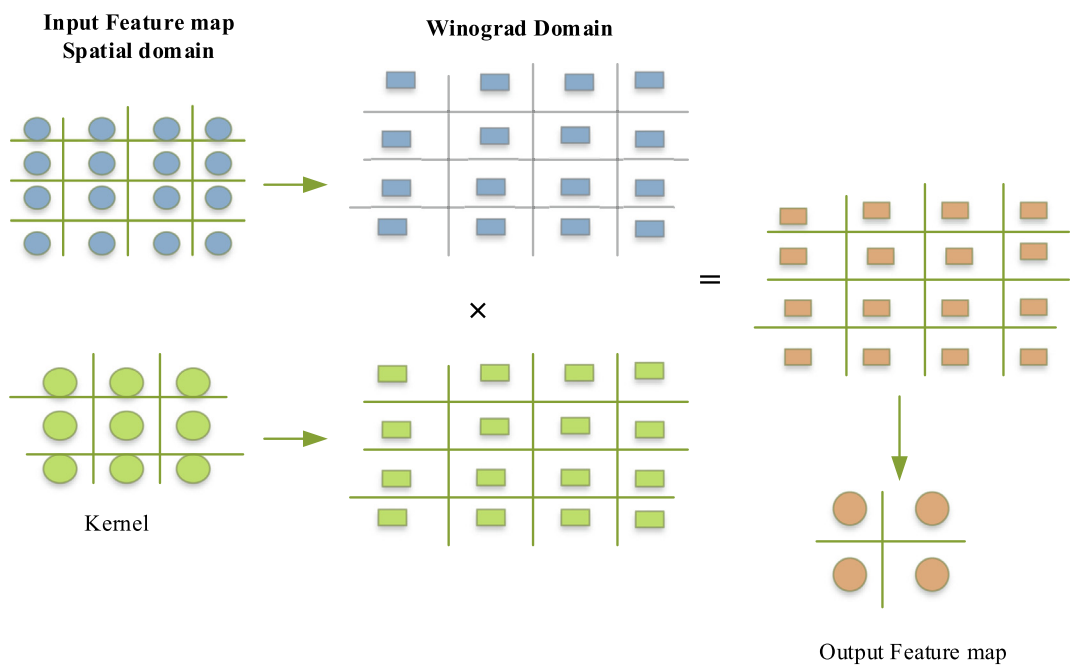 Input Feature map
Spatial domain
Winograd Domain
×
=
Kernel
Output Feature map